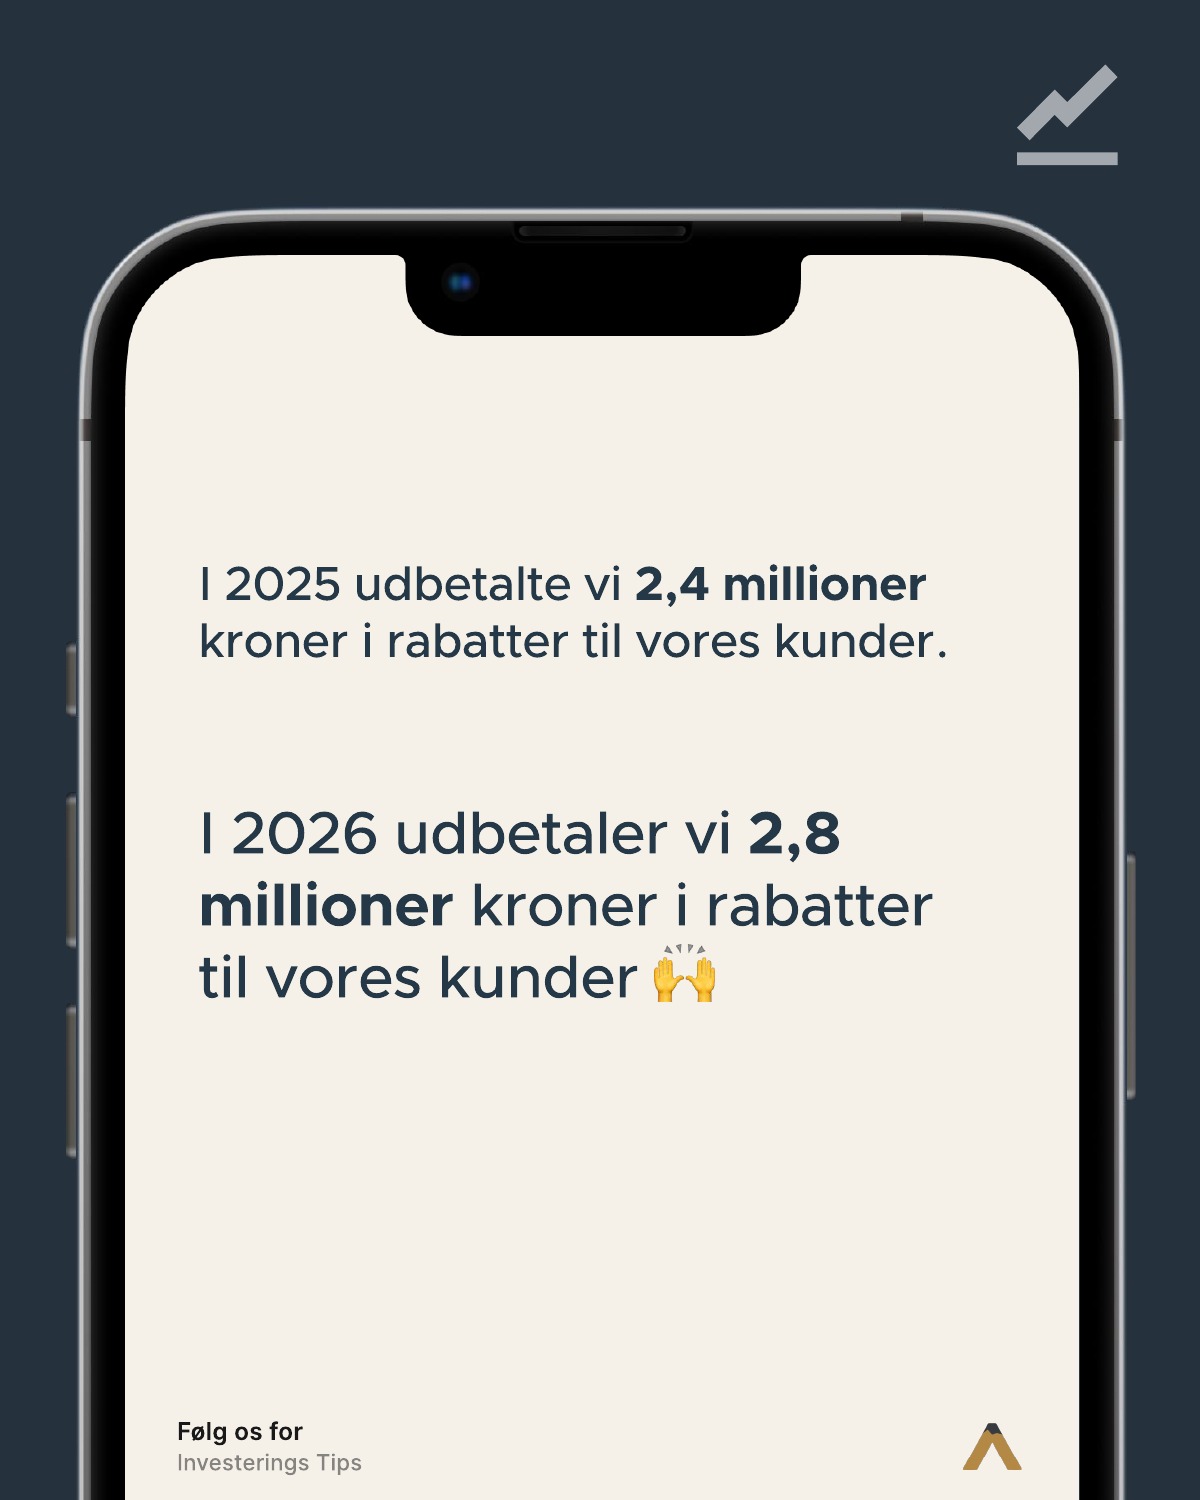 I 2025 udbetalte vi 2,4 millioner
kroner i rabatter til vores kunder.
I 2026 udbetaler vi 2,8
millioner kroner i rabatter
til vores kunder 🙌
Følg os for
Investerings Tips